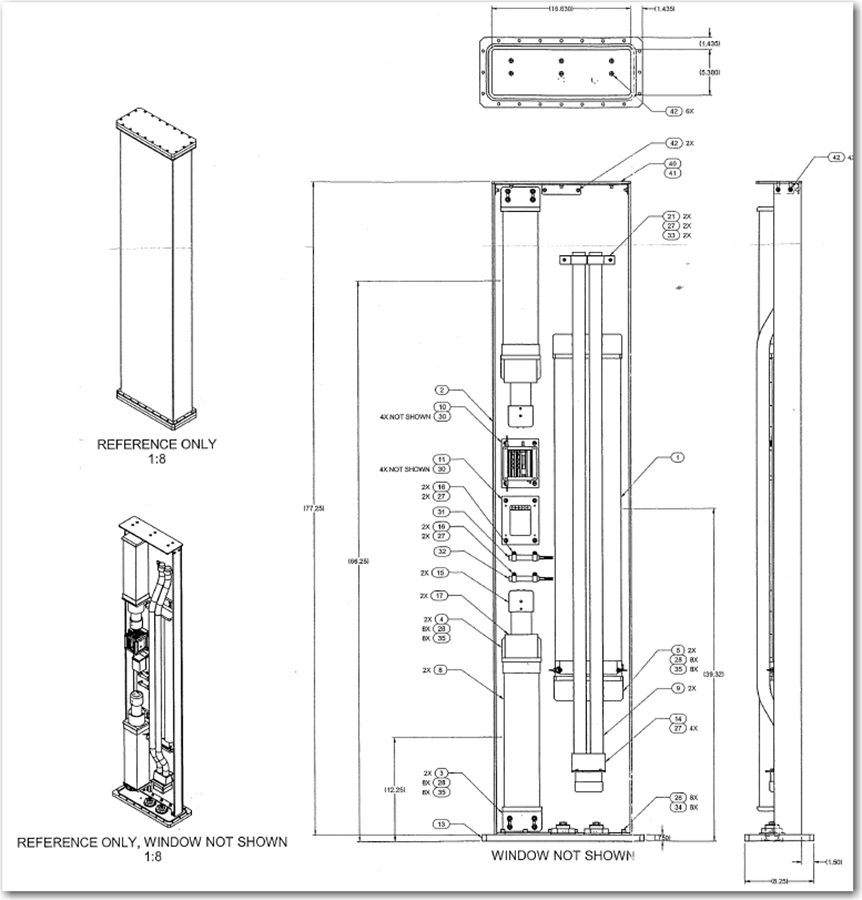 (16.630)
(1.435)
(1.435)
(5.380)
42 6X
42 2X
40
41
42
21 2X
27 2X
33 2X
2
10
4X NOT SHOWN 30
11
4X NOT SHOWN 30
2X 16
2X 27
31
2X 16
2X 27
32
2X 15
2X 17
2X 4
8X 28
8X 35
2X 8
2X 3
8X 28
8X 35
13
1
5 2X
28 8X
35 8X
9 2X
14
27 4X
26 8X
34 8X
(77.25)
(66.25)
(39.32)
(12.25)
(1.50)
(8.25)
REFERENCE ONLY
1:8
REFERENCE ONLY, WINDOW NOT SHOWN
1:8
WINDOW NOT SHOWN